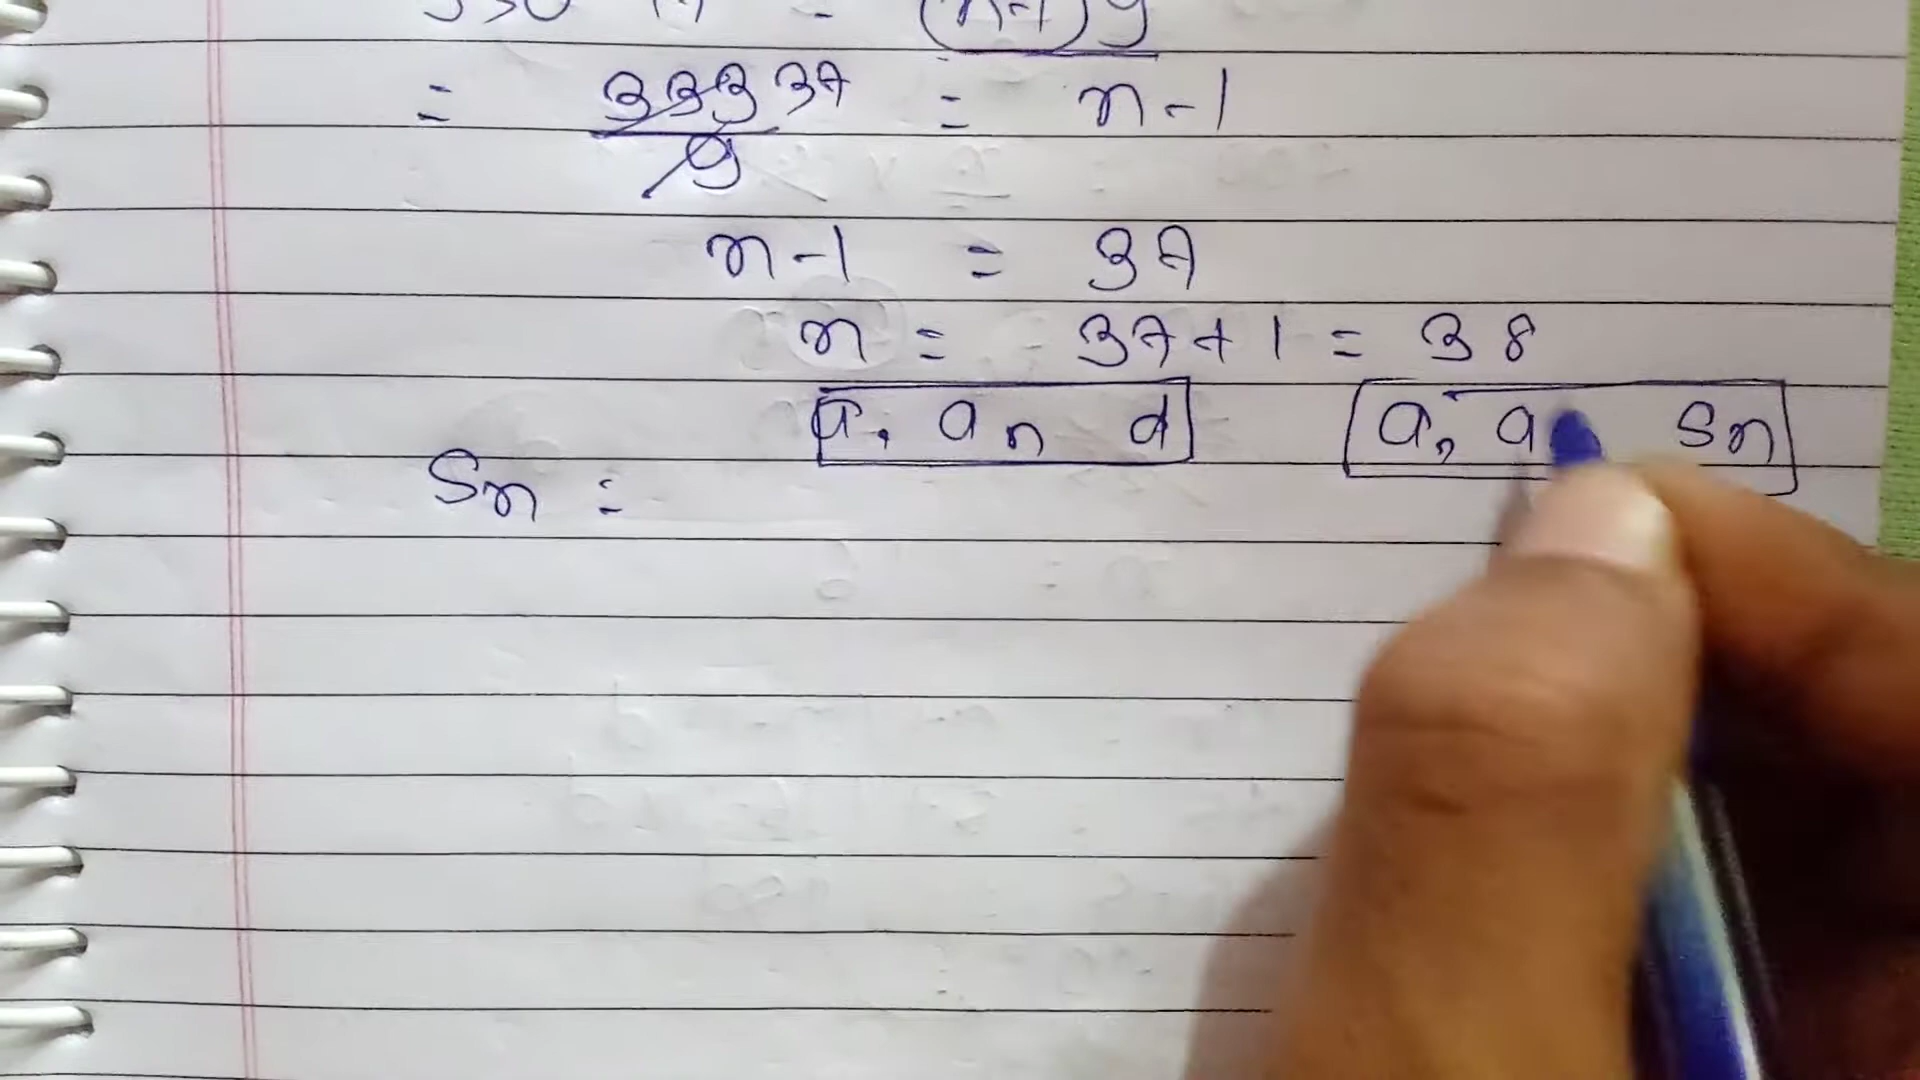 = 333 37 / 9 = n-1
n-1 = 37
n = 37+1 = 38
a, an d a, a Sn
Sn =